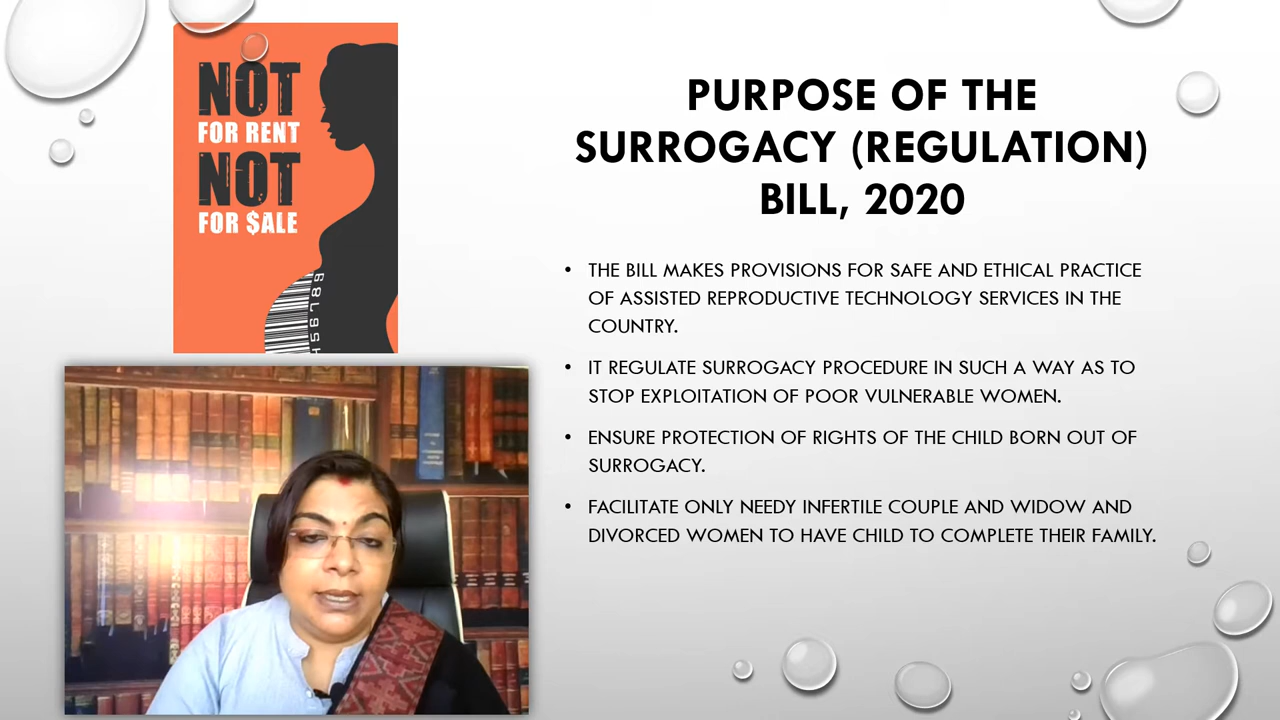 NOT
FOR RENT
NOT
FOR $ALE
PURPOSE OF THE
SURROGACY (REGULATION)
BILL, 2020
• THE BILL MAKES PROVISIONS FOR SAFE AND ETHICAL PRACTICE
OF ASSISTED REPRODUCTIVE TECHNOLOGY SERVICES IN THE
COUNTRY.
• IT REGULATE SURROGACY PROCEDURE IN SUCH A WAY AS TO
STOP EXPLOITATION OF POOR VULNERABLE WOMEN.
• ENSURE PROTECTION OF RIGHTS OF THE CHILD BORN OUT OF
SURROGACY.
• FACILITATE ONLY NEEDY INFERTILE COUPLE AND WIDOW AND
DIVORCED WOMEN TO HAVE CHILD TO COMPLETE THEIR FAMILY.